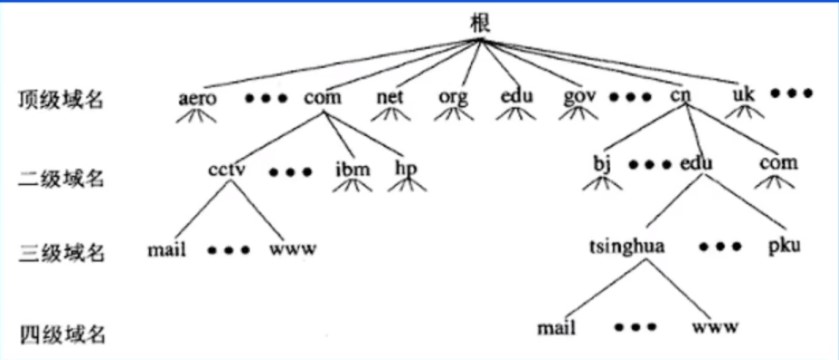 根
顶级域名 aero ●●● com net org edu gov ●●● cn uk ●●●
二级域名 cctv ●●● ibm hp bj ●●● edu com
三级域名 mail ●●● www tsinghua ●●● pku
四级域名 mail ●●● www